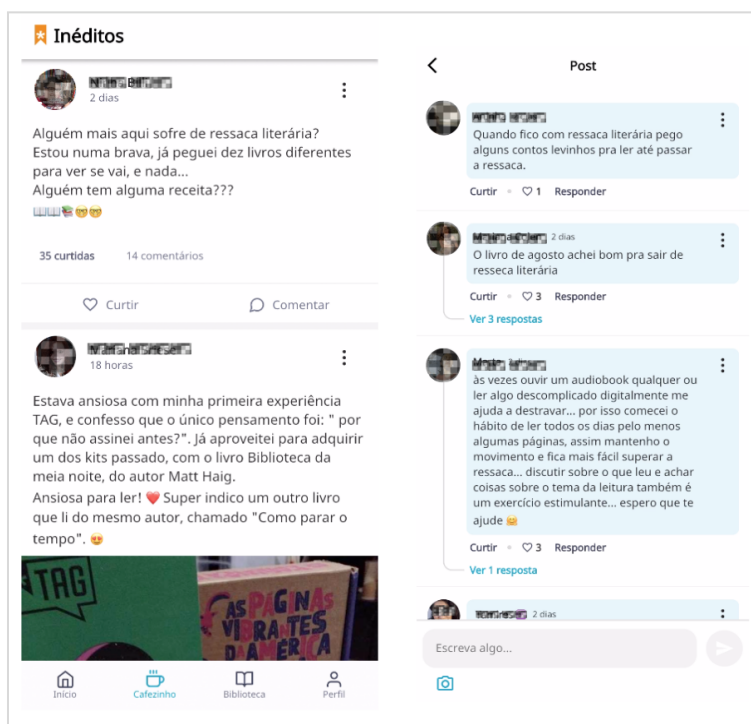 Inéditos
2 dias
Alguém mais aqui sofre de ressaca literária?
Estou numa brava, já peguei dez livros diferentes
para ver se vai, e nada...
Alguém tem alguma receita???
35 curtidas 14 comentários
Curtir Comentar
18 horas
Estava ansiosa com minha primeira experiência
TAG, e confesso que o único pensamento foi: " por
que não assinei antes?". Já aproveitei para adquirir
um dos kits passado, com o livro Biblioteca da
meia noite, do autor Matt Haig.
Ansiosa para ler! ❤️ Super indico um outro livro
que li do mesmo autor, chamado "Como parar o
tempo". 😍
TAG
AS PÁGINAS
VIBRANTES
DA AMÉRICA
Início Cafezinho Biblioteca Perfil
Post
Quando fico com ressaca literária pego
alguns contos levinhos pra ler até passar
a ressaca.
Curtir 1 Responder
2 dias
O livro de agosto achei bom pra sair de
resseca literária
Curtir 3 Responder
Ver 3 respostas
às vezes ouvir um audiobook qualquer ou
ler algo descomplicado digitalmente me
ajuda a destravar... por isso comecei o
hábito de ler todos os dias pelo menos
algumas páginas, assim mantenho o
movimento e fica mais fácil superar a
ressaca... discutir sobre o que leu e achar
coisas sobre o tema da leitura também é
um exercício estimulante... espero que te
ajude 🤗
Curtir 3 Responder
Ver 1 resposta
2 dias
Escreva algo...